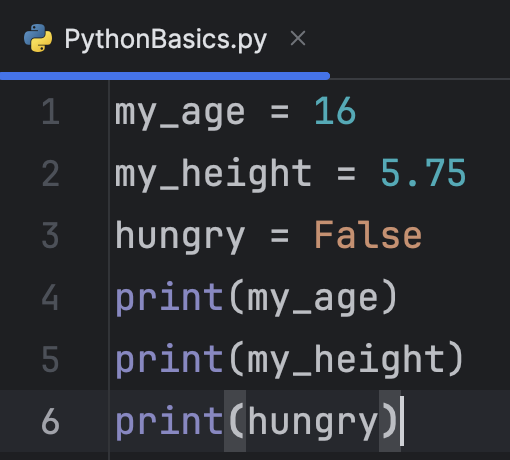 PythonBasics.py
1 my_age = 16
2 my_height = 5.75
3 hungry = False
4 print(my_age)
5 print(my_height)
6 print(hungry)